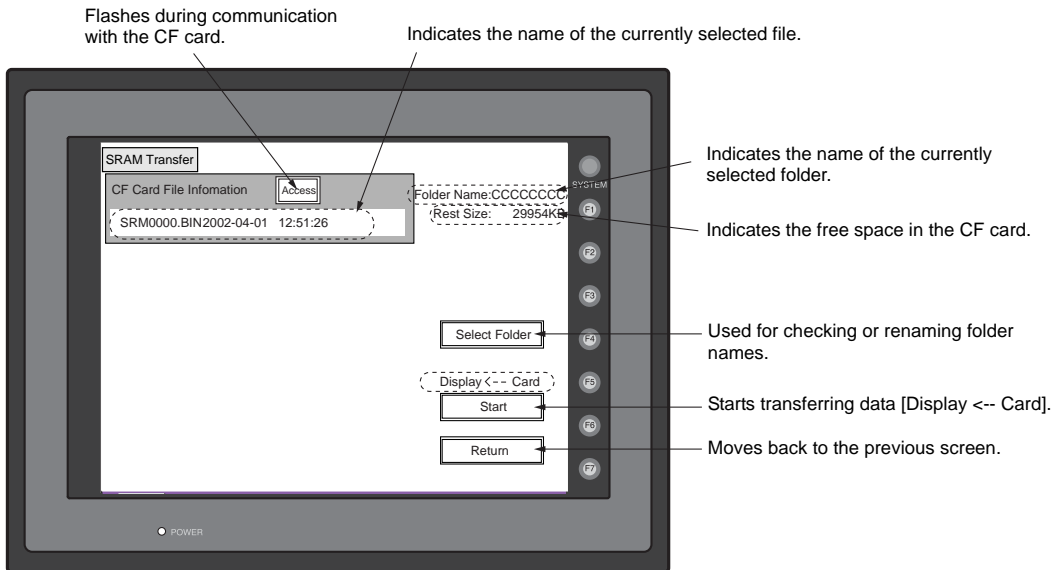 Flashes during communication
with the CF card.
Indicates the name of the currently selected file.
SRAM Transfer
CF Card File Infomation
Access
Folder Name:CCCCCCCC
SRM0000.BIN2002-04-01 12:51:26
Rest Size: 29954KB
SYSTEM
F1
F2
F3
F4
F5
F6
F7
Select Folder
Display <-- Card
Start
Return
POWER
Indicates the name of the currently
selected folder.
Indicates the free space in the CF card.
Used for checking or renaming folder
names.
Starts transferring data [Display <-- Card].
Moves back to the previous screen.